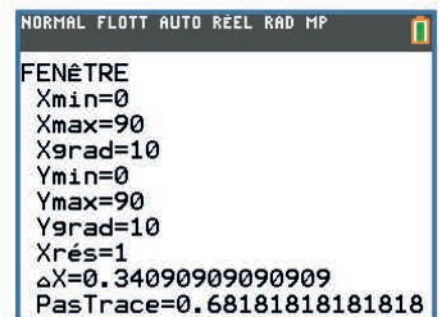 NORMAL FLOTT AUTO RÉEL RAD MP
FENêTRE
Xmin=0
Xmax=90
Xgrad=10
Ymin=0
Ymax=90
Ygrad=10
Xrés=1
△X=0.34090909090909
PasTrace=0.68181818181818